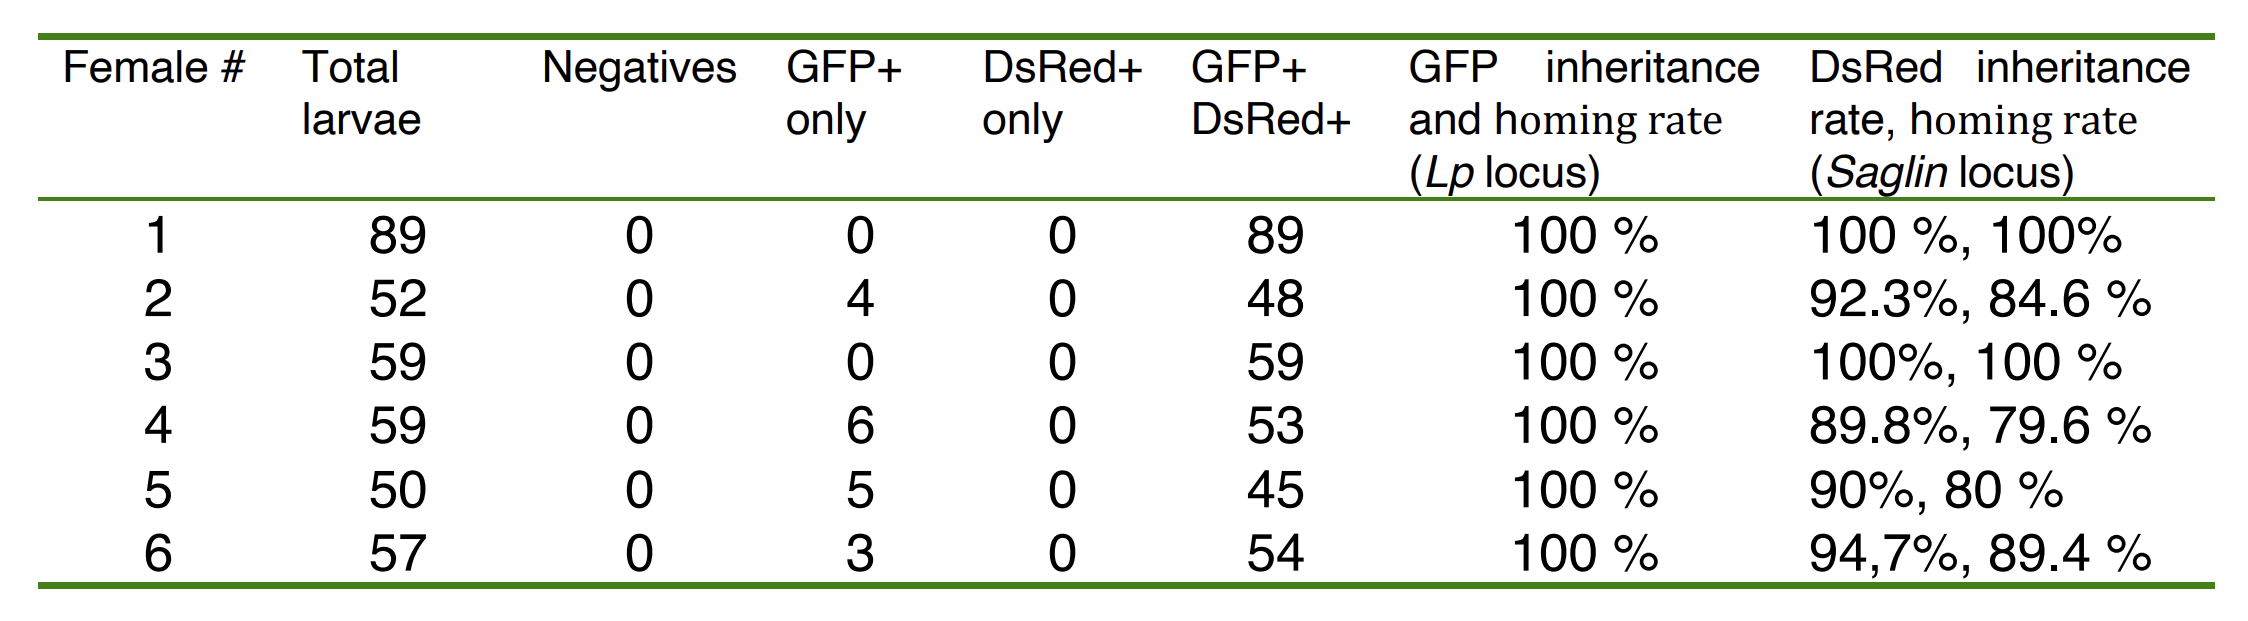 Female # Total Negatives GFP+ DsRed+ GFP+ GFP inheritance DsRed inheritance
larvae only only DsRed+ and homing rate rate, homing rate
(Lp locus) (Saglin locus)
1 89 0 0 0 89 100 % 100 %, 100%
2 52 0 4 0 48 100 % 92.3%, 84.6 %
3 59 0 0 0 59 100 % 100%, 100 %
4 59 0 6 0 53 100 % 89.8%, 79.6 %
5 50 0 5 0 45 100 % 90%, 80 %
6 57 0 3 0 54 100 % 94,7%, 89.4 %